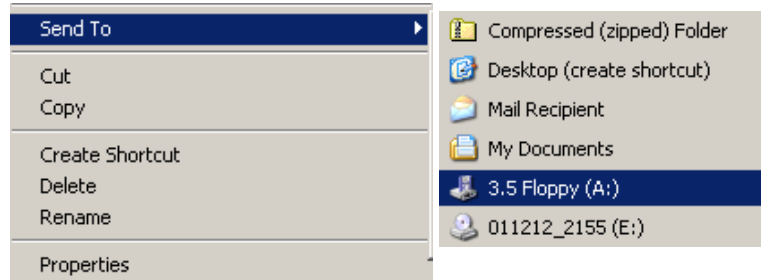 Send To
Cut
Copy
Create Shortcut
Delete
Rename
Properties
Compressed (zipped) Folder
Desktop (create shortcut)
Mail Recipient
My Documents
3.5 Floppy (A:)
011212_2155 (E:)